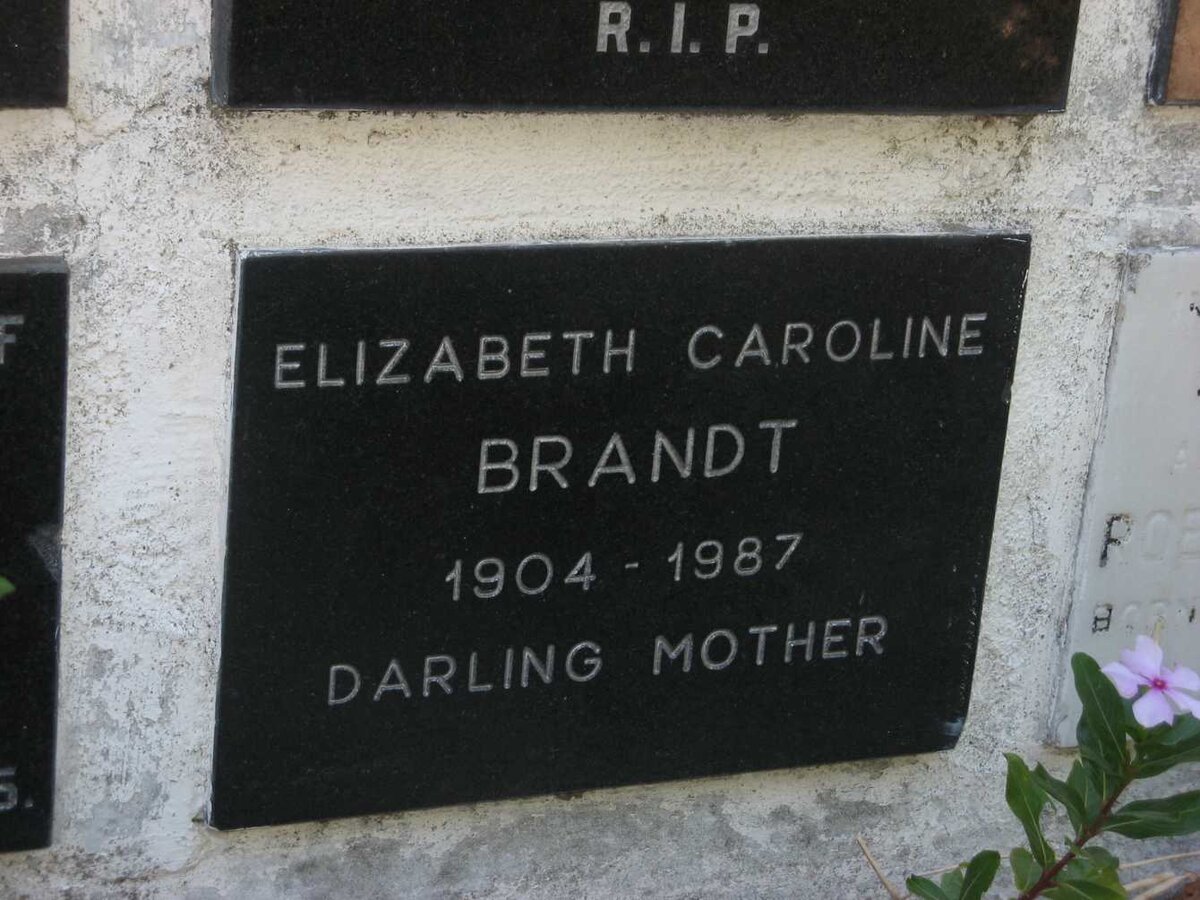 R.I.P.
ELIZABETH CAROLINE
BRANDT
1904 - 1987
DARLING MOTHER